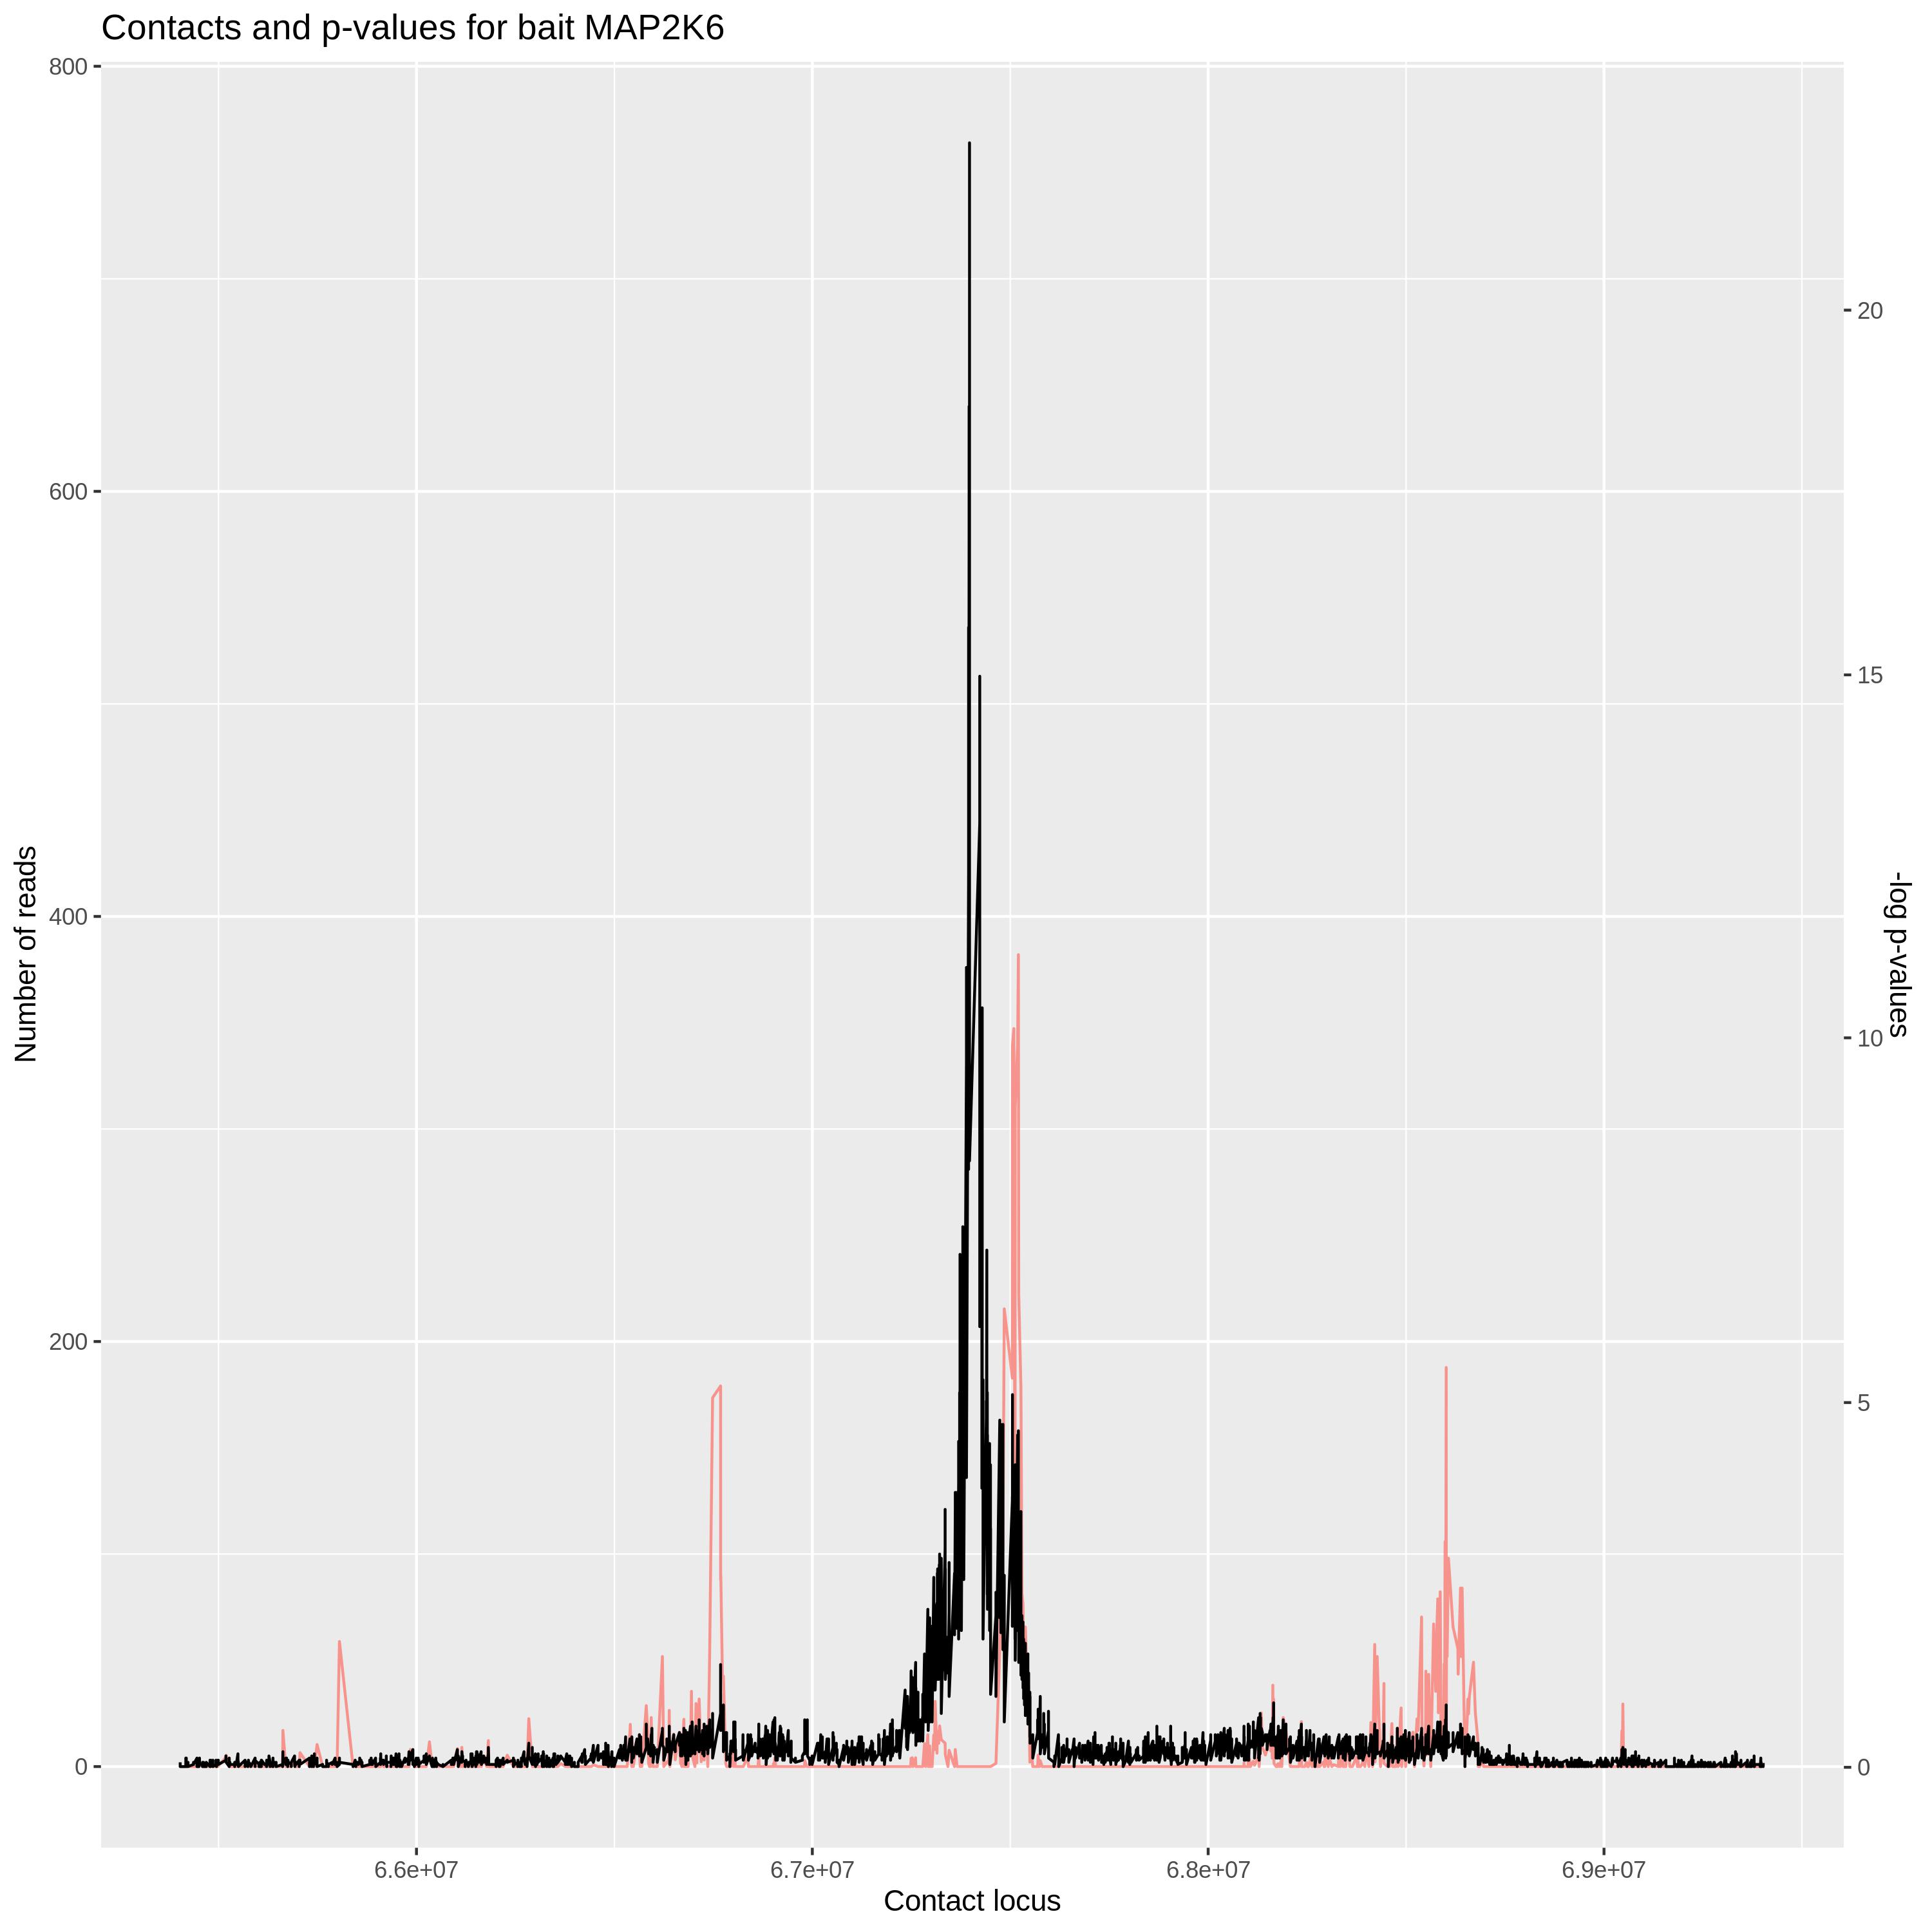 Contacts and p-values for bait MAP2K6
800
600
400
200
0
Number of reads
20
15
10
5
0
-log p-values
6.6e+07
6.7e+07
6.8e+07
6.9e+07
Contact locus